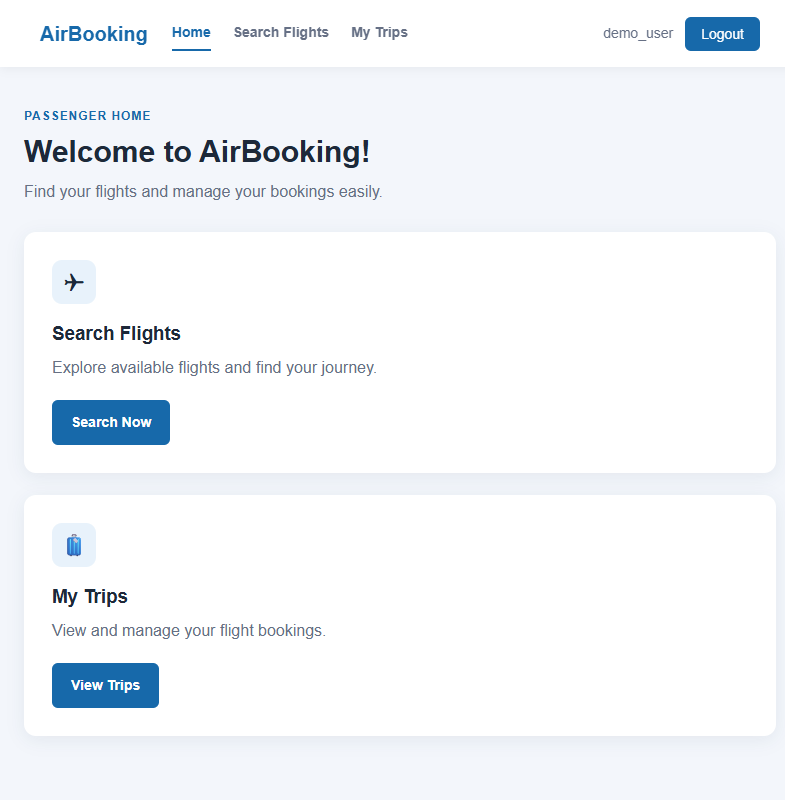 AirBooking Home Search Flights My Trips demo_user Logout
PASSENGER HOME
Welcome to AirBooking!
Find your flights and manage your bookings easily.
Search Flights
Explore available flights and find your journey.
Search Now
My Trips
View and manage your flight bookings.
View Trips